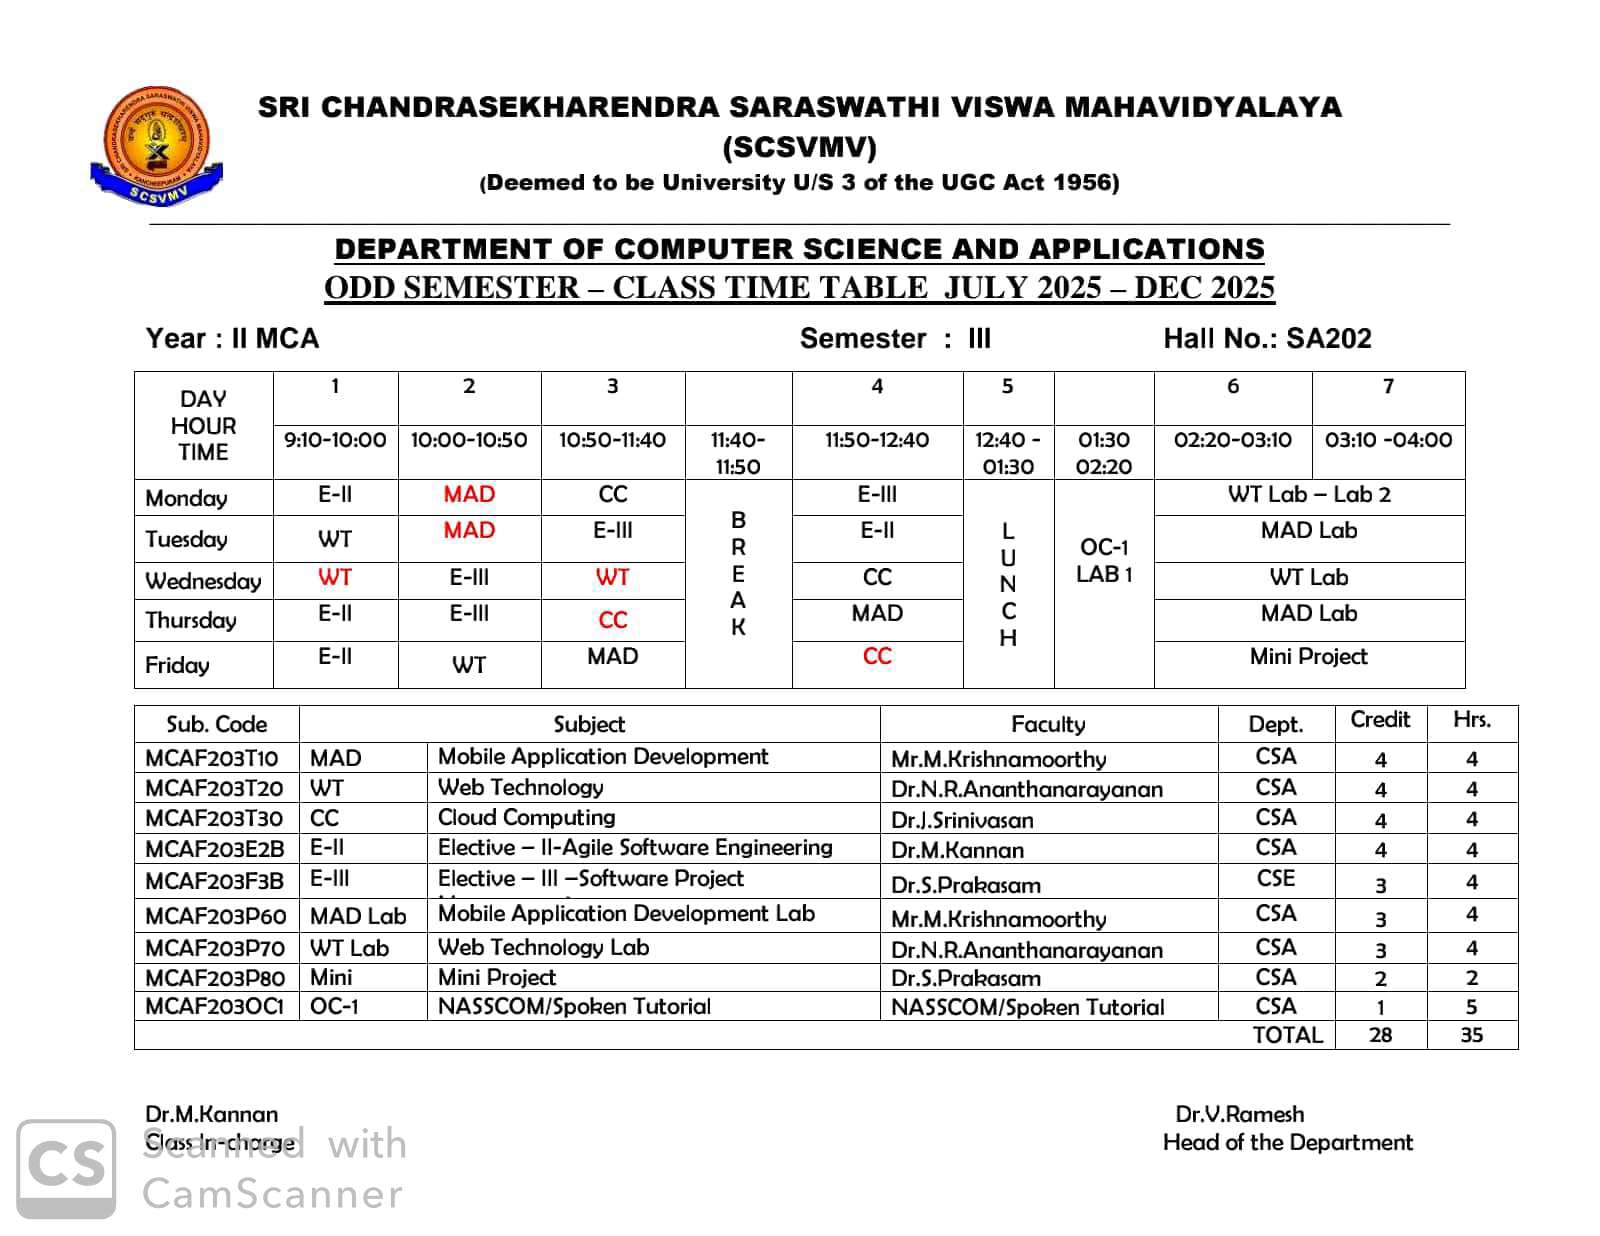 SRI CHANDRASEKHARENDRA SARASWATHI VISWA MAHAVIDYALAYA
(SCSVMV)
(Deemed to be University U/S 3 of the UGC Act 1956)
SCSVMV
DEPARTMENT OF COMPUTER SCIENCE AND APPLICATIONS
ODD SEMESTER – CLASS TIME TABLE JULY 2025 – DEC 2025
Year : II MCA Semester : III Hall No.: SA202
DAY HOUR TIME 1 2 3 4 5 6 7
9:10-10:00 10:00-10:50 10:50-11:40 11:40-11:50 11:50-12:40 12:40 - 01:30 01:30 02:20 02:20-03:10 03:10 -04:00
Monday E-II MAD CC E-III WT Lab – Lab 2
Tuesday WT MAD E-III E-II MAD Lab
Wednesday WT E-III WT CC WT Lab
Thursday E-II E-III CC MAD MAD Lab
Friday E-II WT MAD CC Mini Project
BREAK
LUNCH
OC-1 LAB 1
Sub. Code Subject Faculty Dept. Credit Hrs.
MCAF203T10 MAD Mobile Application Development Mr.M.Krishnamoorthy CSA 4 4
MCAF203T20 WT Web Technology Dr.N.R.Ananthanarayanan CSA 4 4
MCAF203T30 CC Cloud Computing Dr.J.Srinivasan CSA 4 4
MCAF203E2B E-II Elective – II-Agile Software Engineering Dr.M.Kannan CSA 4 4
MCAF203F3B E-III Elective – III –Software Project Dr.S.Prakasam CSE 3 4
MCAF203P60 MAD Lab Mobile Application Development Lab Mr.M.Krishnamoorthy CSA 3 4
MCAF203P70 WT Lab Web Technology Lab Dr.N.R.Ananthanarayanan CSA 3 4
MCAF203P80 Mini Mini Project Dr.S.Prakasam CSA 2 2
MCAF203OC1 OC-1 NASSCOM/Spoken Tutorial NASSCOM/Spoken Tutorial CSA 1 5
TOTAL 28 35
Dr.M.Kannan Dr.V.Ramesh
Class In-charge Head of the Department
CS Scanned with
CamScanner